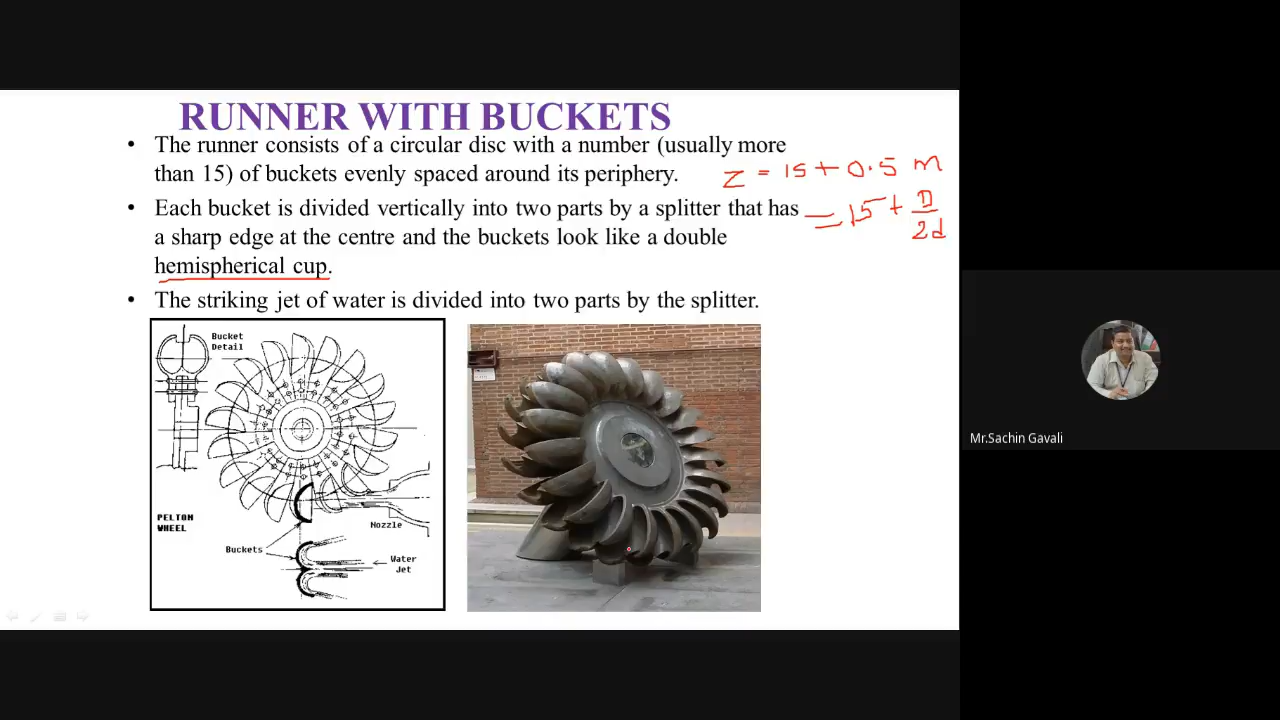 RUNNER WITH BUCKETS
• The runner consists of a circular disc with a number (usually more
than 15) of buckets evenly spaced around its periphery.
z = 15 + 0.5 m
• Each bucket is divided vertically into two parts by a splitter that has
= 15 + D/2d
a sharp edge at the centre and the buckets look like a double
hemispherical cup.
• The striking jet of water is divided into two parts by the splitter.
Bucket
Detail
PELTON
WHEEL
Nozzle
Buckets
Water
Jet
Mr.Sachin Gavali